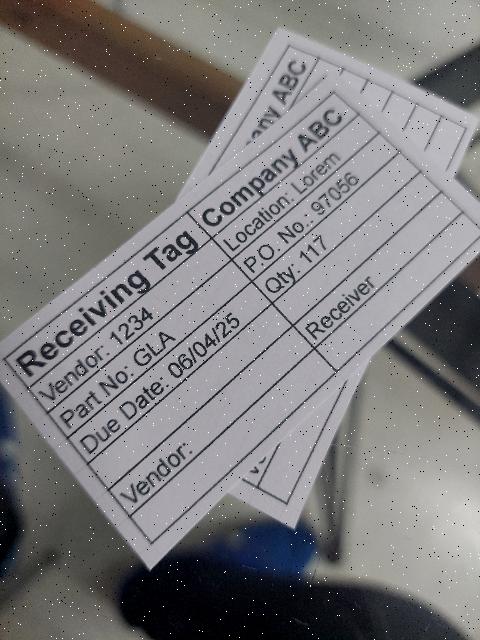 Receiving Tag Company ABC
Vendor: 1234 Location: Lorem
Part No: GLA P.O. No.: 97056
Due Date: 06/04/25 Qty: 117
Vendor: Receiver
any ABC